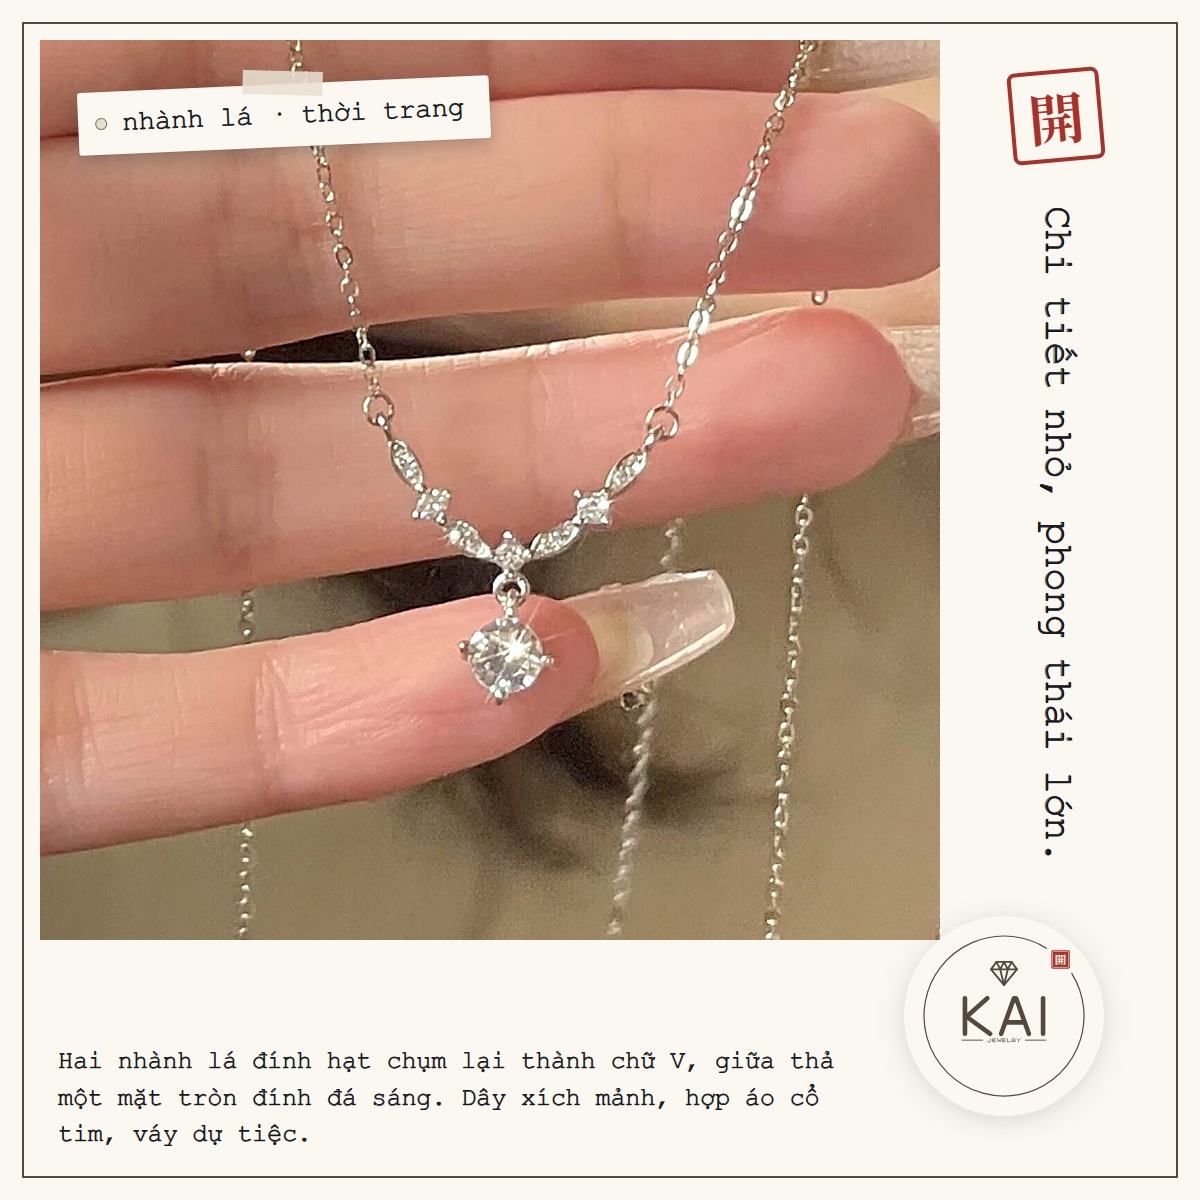 nhành lá · thời trang
開
Chi tiết nhỏ, phong thái lớn.
開
KAI
JEWELRY
Hai nhành lá đính hạt chụm lại thành chữ V, giữa thả
một mặt tròn đính đá sáng. Dây xích mảnh, hợp áo cổ
tim, váy dự tiệc.